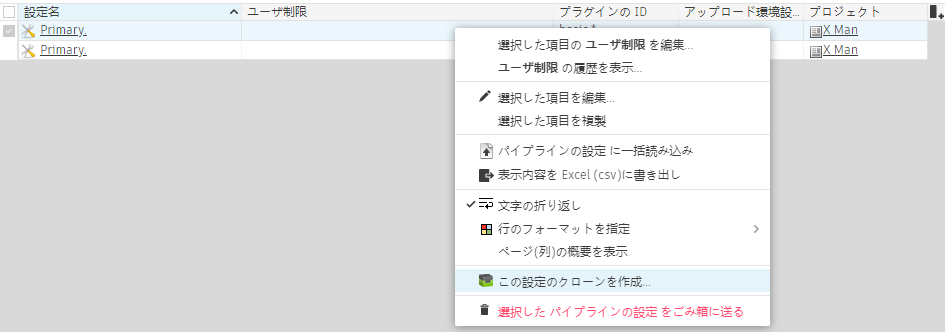 設定名 ユーザ制限 プラグインの ID アップロード環境設... プロジェクト
Primary. X Man
Primary. X Man
選択した項目の ユーザ制限 を編集...
ユーザ制限 の履歴を表示...
選択した項目を編集...
選択した項目を複製
パイプラインの設定 に一括読み込み
表示内容を Excel (csv)に書き出し
文字の折り返し
行のフォーマットを指定
ページ(列)の概要を表示
この設定のクローンを作成...
選択した パイプラインの設定 をごみ箱に送る